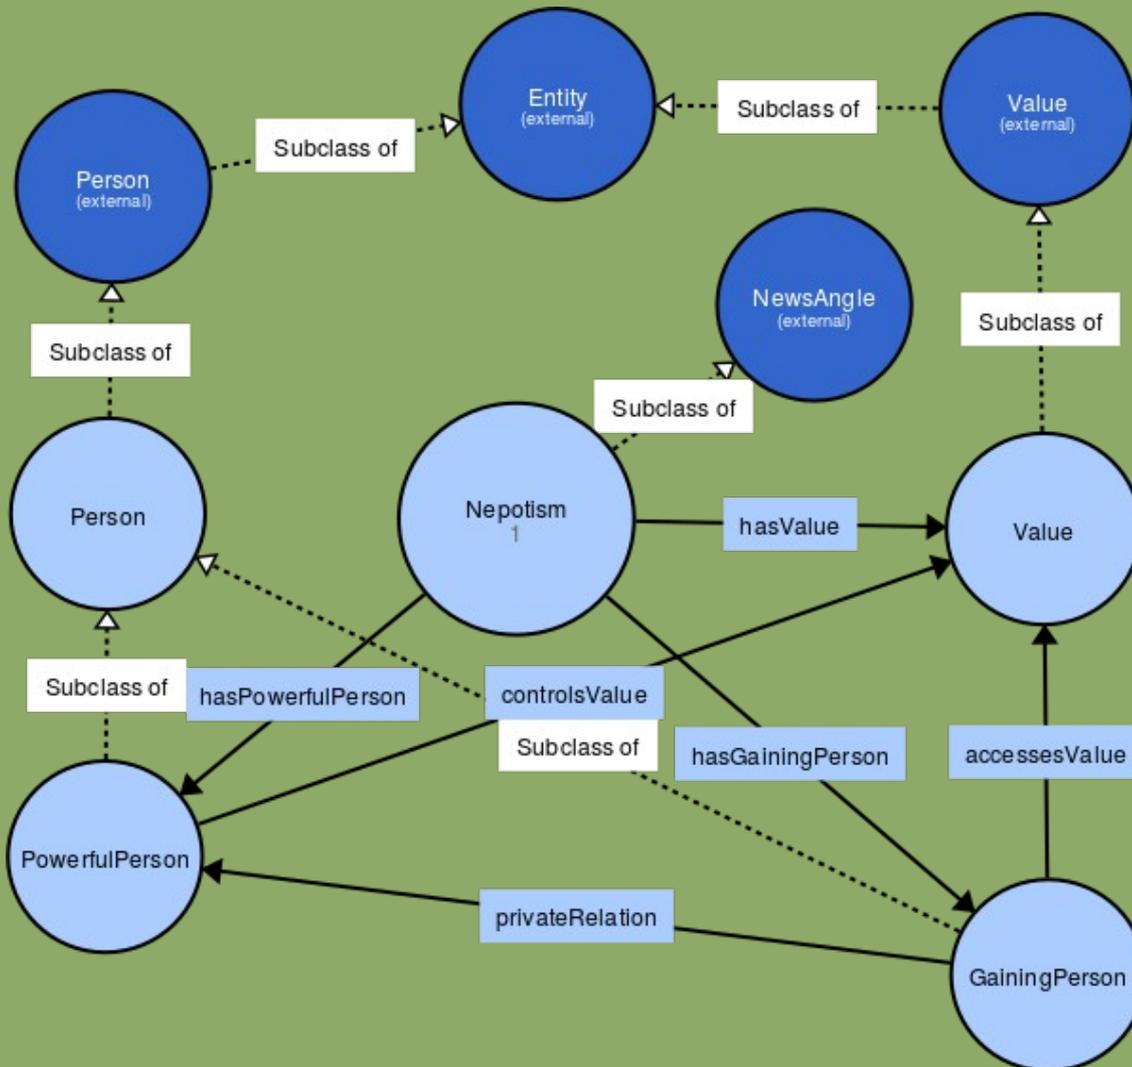 Entity
(external)
Subclass of
Value
(external)
Subclass of
Person
(external)
NewsAngle
(external)
Subclass of
Subclass of
Subclass of
Person
Nepotism
1
hasValue
Value
Subclass of
hasPowerfulPerson
controlsValue
Subclass of
hasGainingPerson
accessesValue
PowerfulPerson
privateRelation
GainingPerson